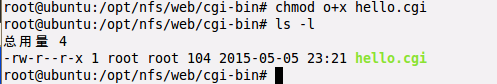 root@ubuntu:/opt/nfs/web/cgi-bin# chmod o+x hello.cgi
root@ubuntu:/opt/nfs/web/cgi-bin# ls -l
总用量 4
-rw-r--r-x 1 root root 104 2015-05-05 23:21 hello.cgi
root@ubuntu:/opt/nfs/web/cgi-bin#